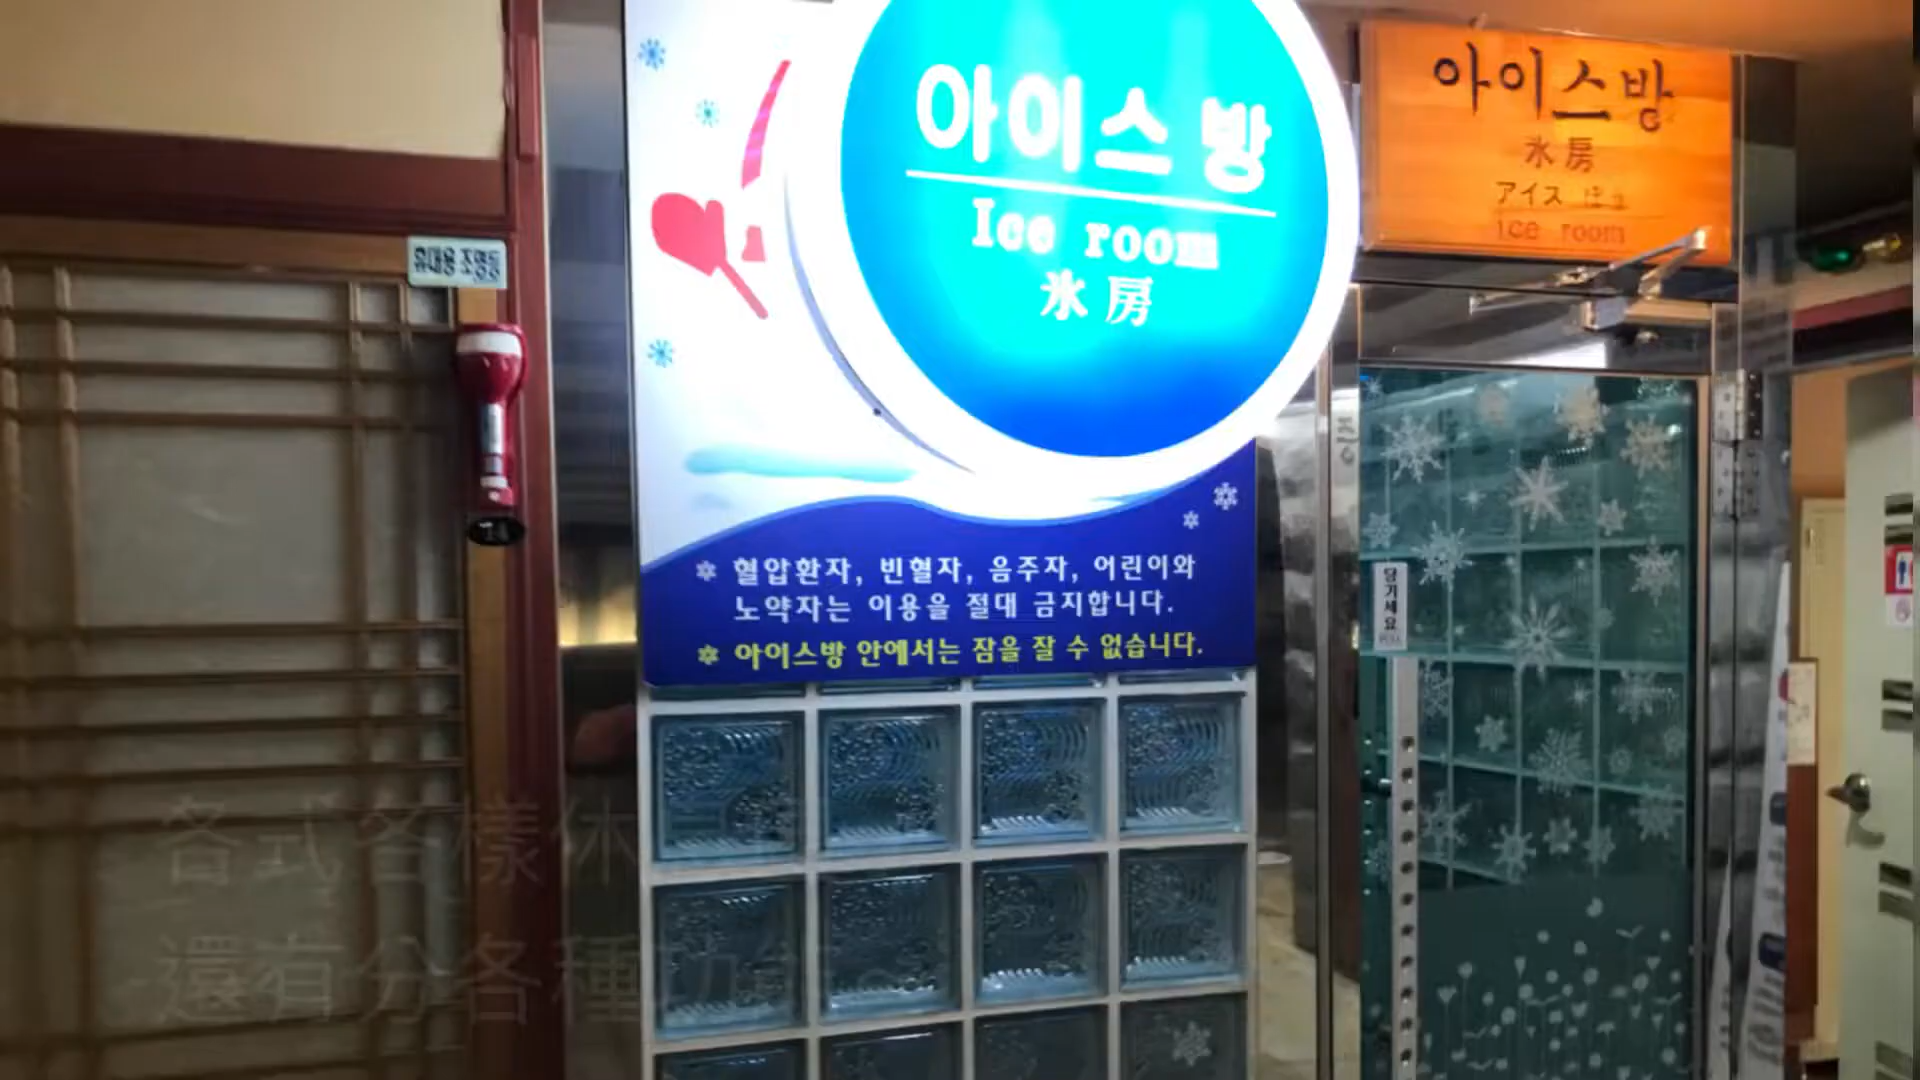 휴대용 조명등
아이스 방
Ice room
氷 房
✲ 혈압환자, 빈혈자, 음주자, 어린이와
노약자는 이용을 절대 금지합니다.
✲ 아이스방 안에서는 잠을 잘 수 없습니다.
아이스방
氷房
アイス
ice room
당기세요
各式各樣休
還有分各種功